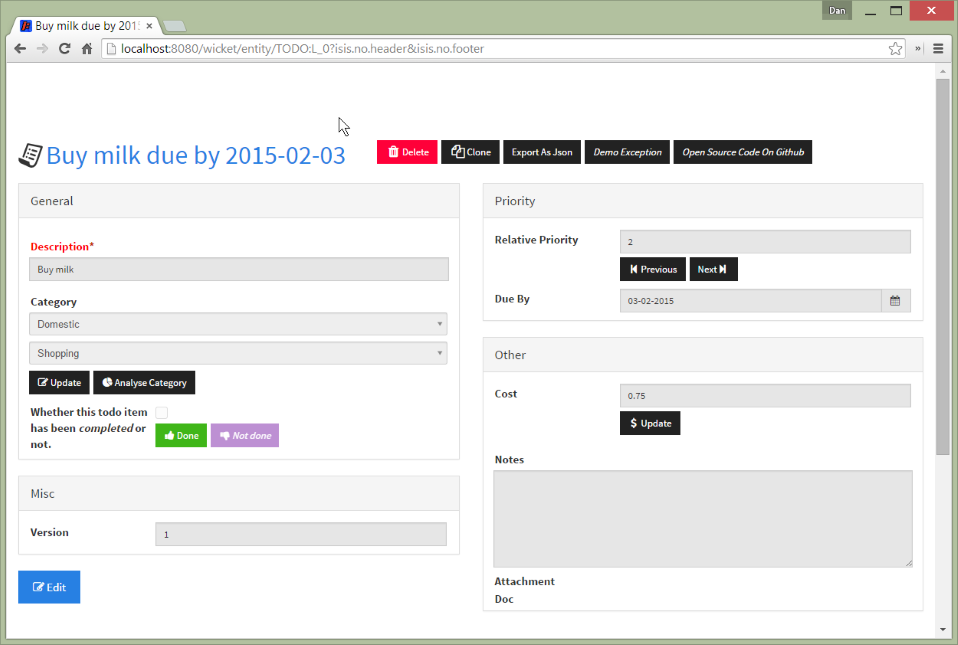 Dan
Buy milk due by 2015
localhost:8080/wicket/entity/TODO:L_0?isis.no.header&isis.no.footer
Buy milk due by 2015-02-03
Delete
Clone
Export As Json
Demo Exception
Open Source Code On Github
General
Description*
Buy milk
Category
Domestic
Shopping
Update
Analyse Category
Whether this todo item
has been completed or
not.
Done
Not done
Misc
Version
1
Edit
Priority
Relative Priority
2
Previous
Next
Due By
03-02-2015
Other
Cost
0.75
Update
Notes
Attachment
Doc